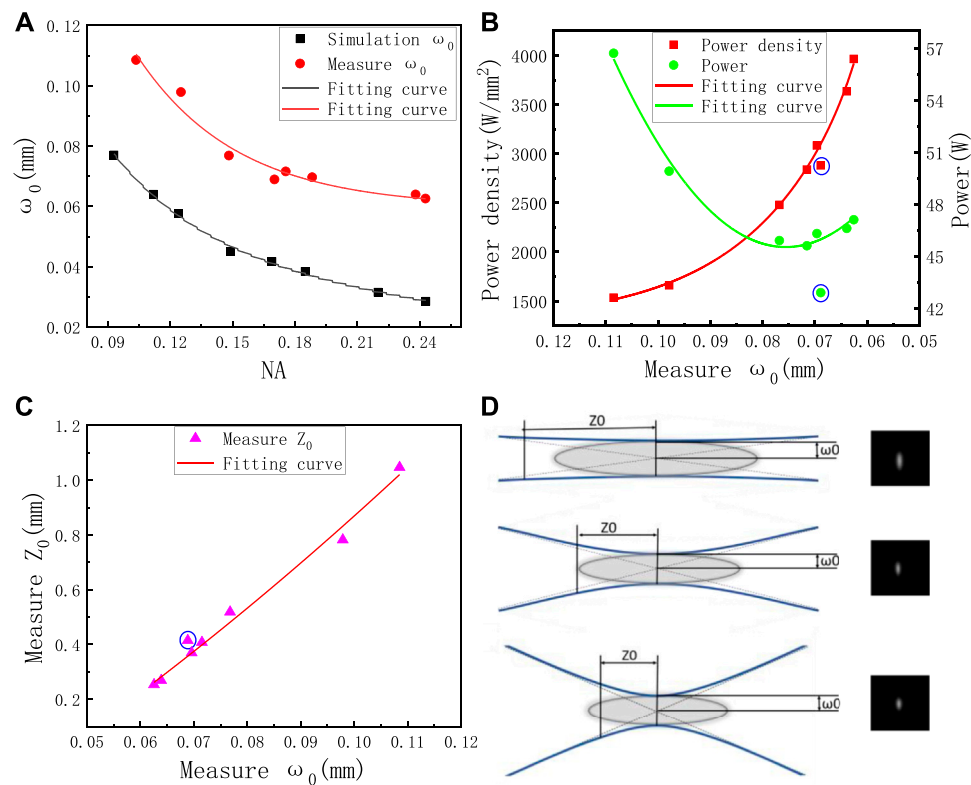 A
0.12
0.10
0.08
0.06
0.04
0.02
ω0(mm)
Simulation ω0
Measure ω0
Fitting curve
Fitting curve
0.09 0.12 0.15 0.18 0.21 0.24
NA
B
4000
3500
3000
2500
2000
1500
Power density(W/mm2)
Power density
Power
Fitting curve
Fitting curve
57
54
51
48
45
42
Power(W)
0.12 0.11 0.10 0.09 0.08 0.07 0.06 0.05
Measure ω0(mm)
C
1.2
1.0
0.8
0.6
0.4
0.2
Measure Z0(mm)
Measure Z0
Fitting curve
0.05 0.06 0.07 0.08 0.09 0.10 0.11 0.12
Measure ω0(mm)
D
Z0
ω0
Z0
ω0
Z0
ω0